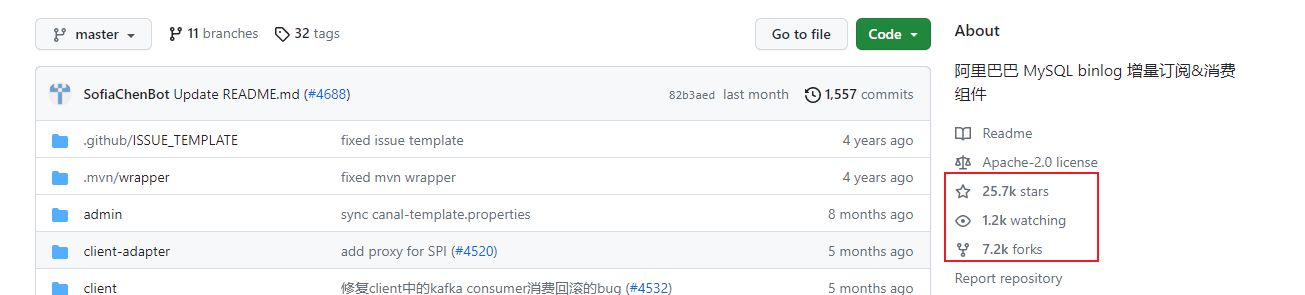 master 11 branches 32 tags Go to file Code
SofiaChenBot Update README.md (#4688) 82b3aed last month 1,557 commits
.github/ISSUE_TEMPLATE fixed issue template 4 years ago
.mvn/wrapper fixed mvn wrapper 4 years ago
admin sync canal-template.properties 8 months ago
client-adapter add proxy for SPI (#4520) 5 months ago
client 修复client中的kafka consumer消费回滚的bug (#4532) 5 months ago
About
阿里巴巴 MySQL binlog 增量订阅&消费
组件
Readme
Apache-2.0 license
25.7k stars
1.2k watching
7.2k forks
Report repository